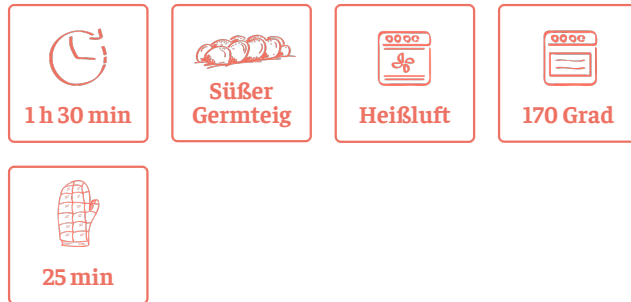 1 h 30 min
Süßer
Germteig
Heißluft
170 Grad
25 min